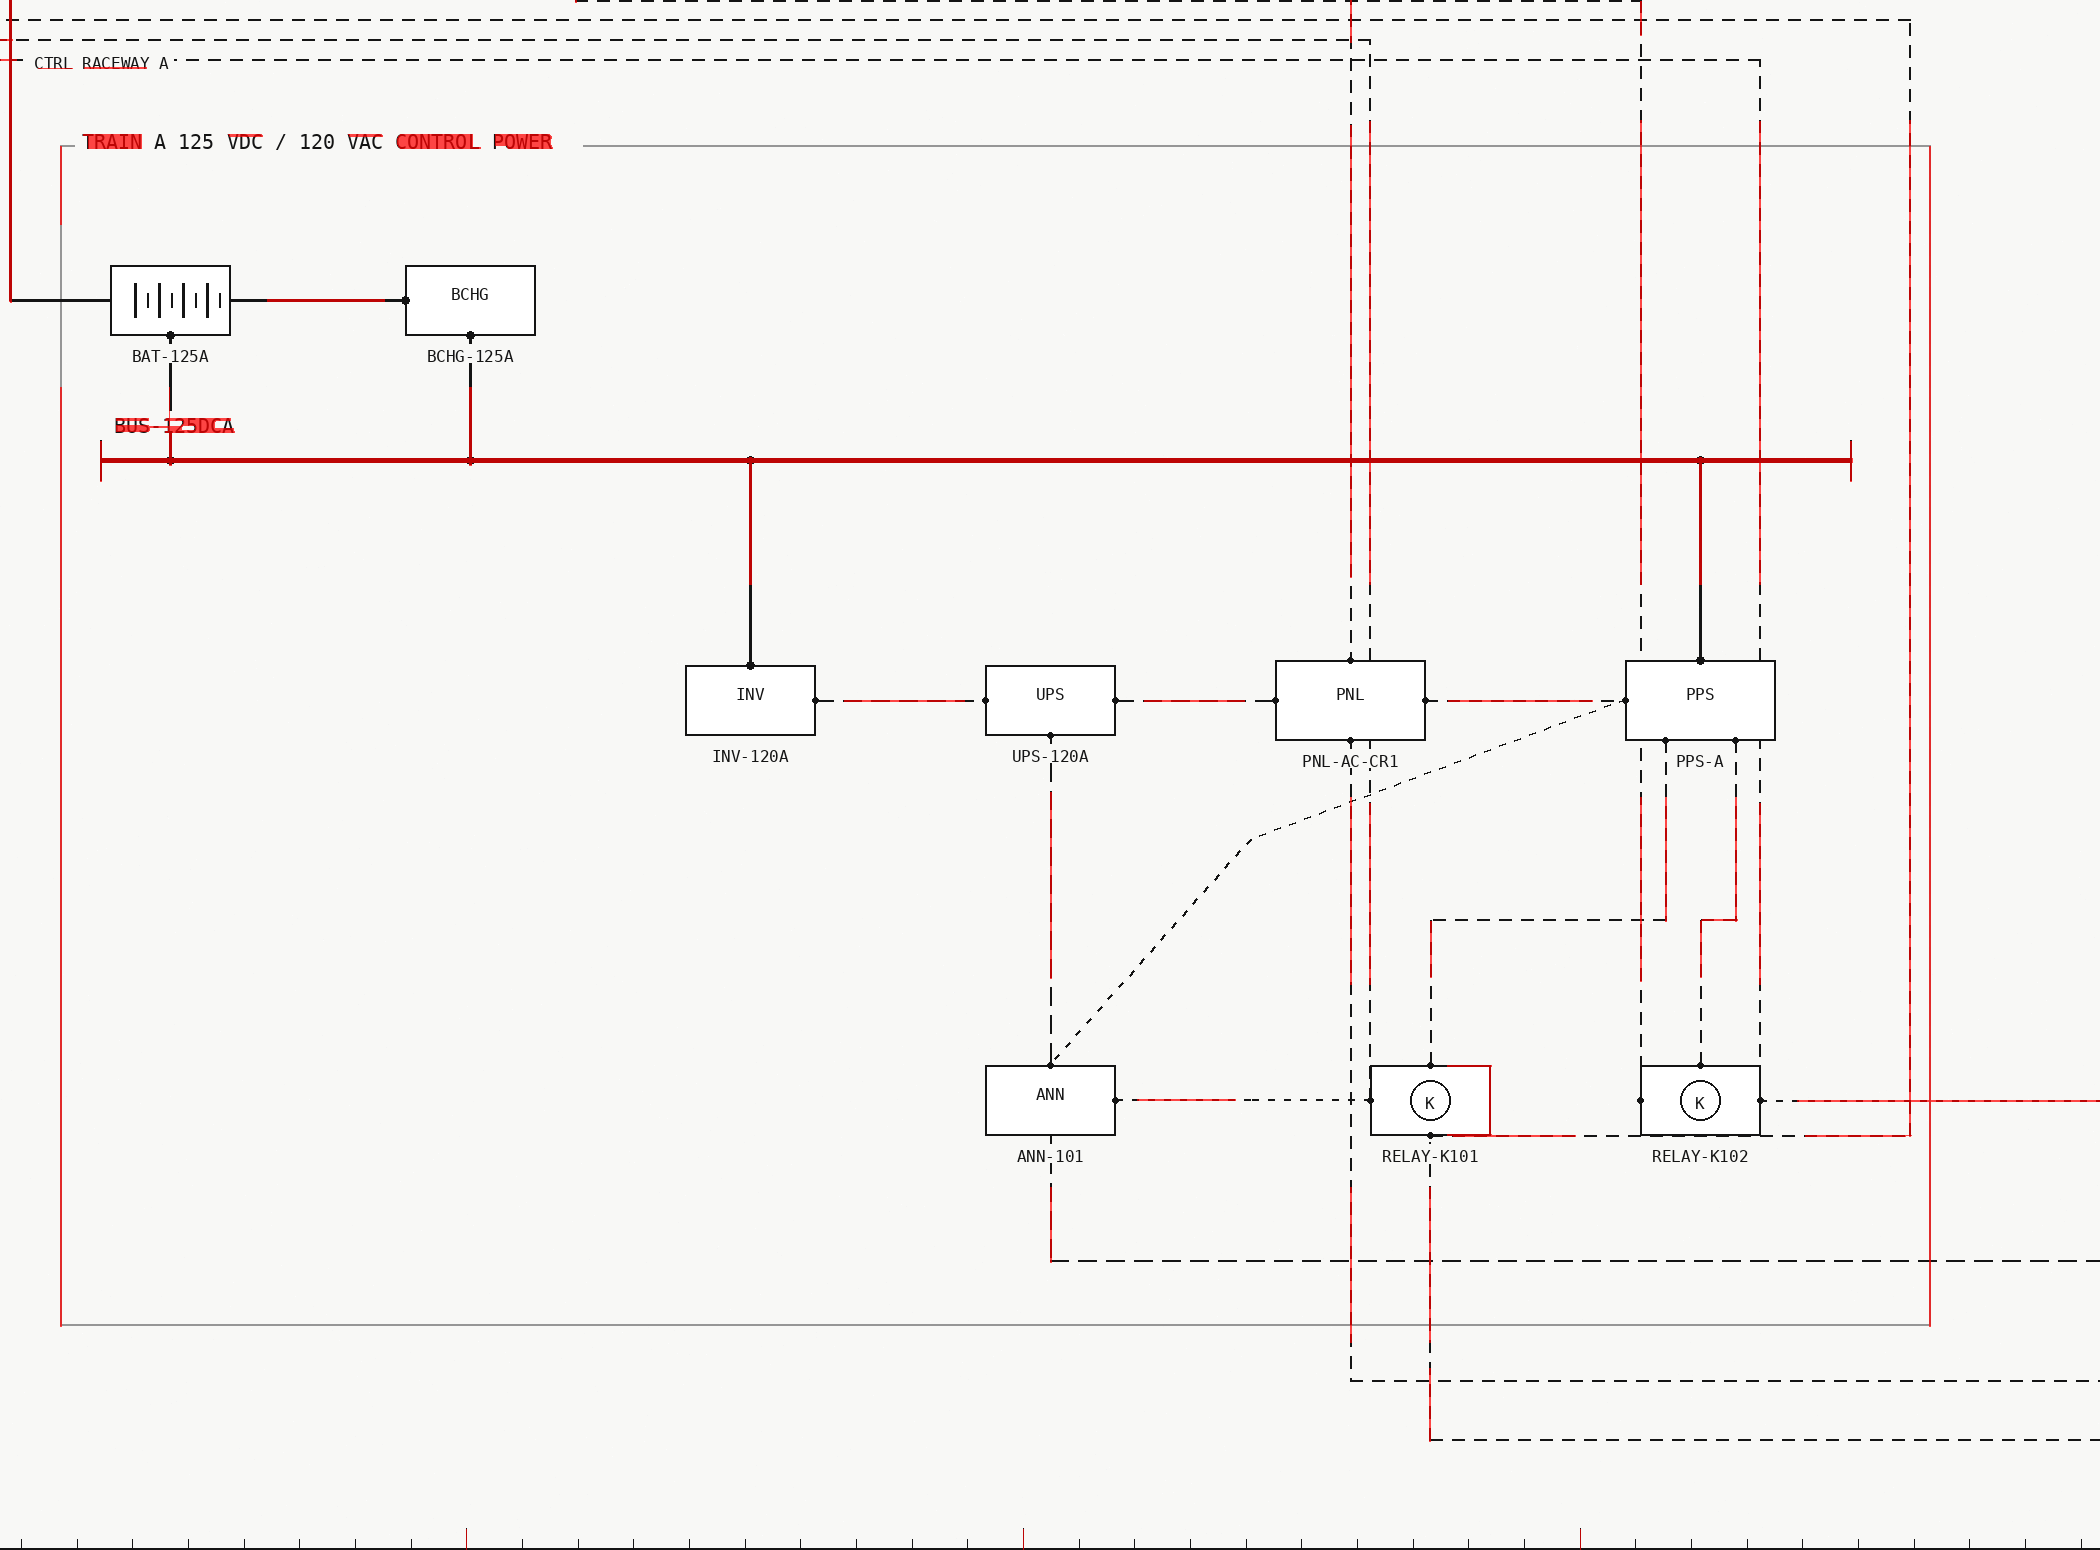 CTRL RACEWAY A
TRAIN A 125 VDC / 120 VAC CONTROL POWER
BCHG
BAT-125A
BCHG-125A
BUS-125DCA
INV
UPS
PNL
PPS
INV-120A
UPS-120A
PNL-AC-CR1
PPS-A
ANN
K
K
ANN-101
RELAY-K101
RELAY-K102